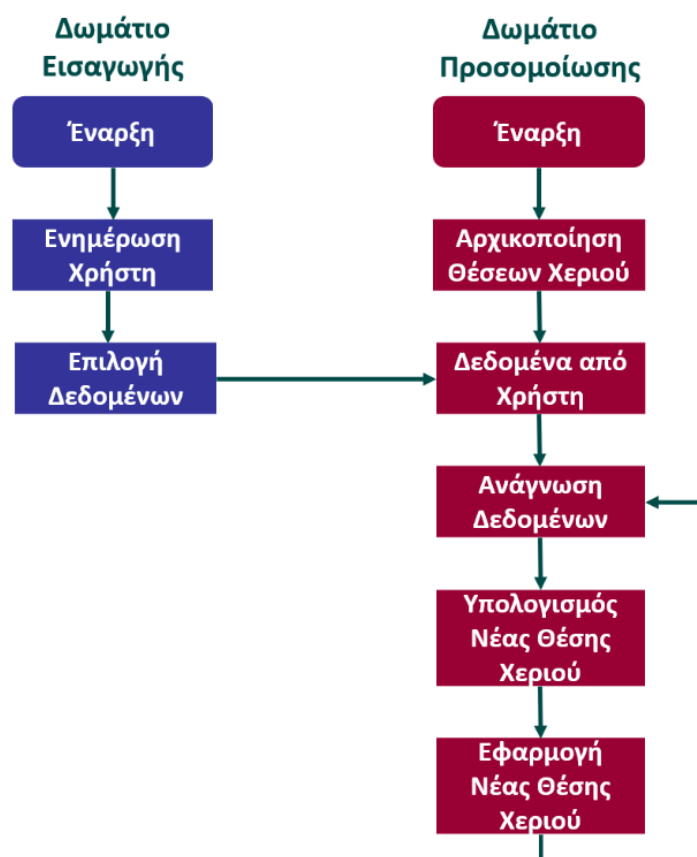 Δωμάτιο
Εισαγωγής
Έναρξη
Ενημέρωση
Χρήστη
Επιλογή
Δεδομένων
Δωμάτιο
Προσομοίωσης
Έναρξη
Αρχικοποίηση
Θέσεων Χεριού
Δεδομένα από
Χρήστη
Ανάγνωση
Δεδομένων
Υπολογισμός
Νέας Θέσης
Χεριού
Εφαρμογή
Νέας Θέσης
Χεριού